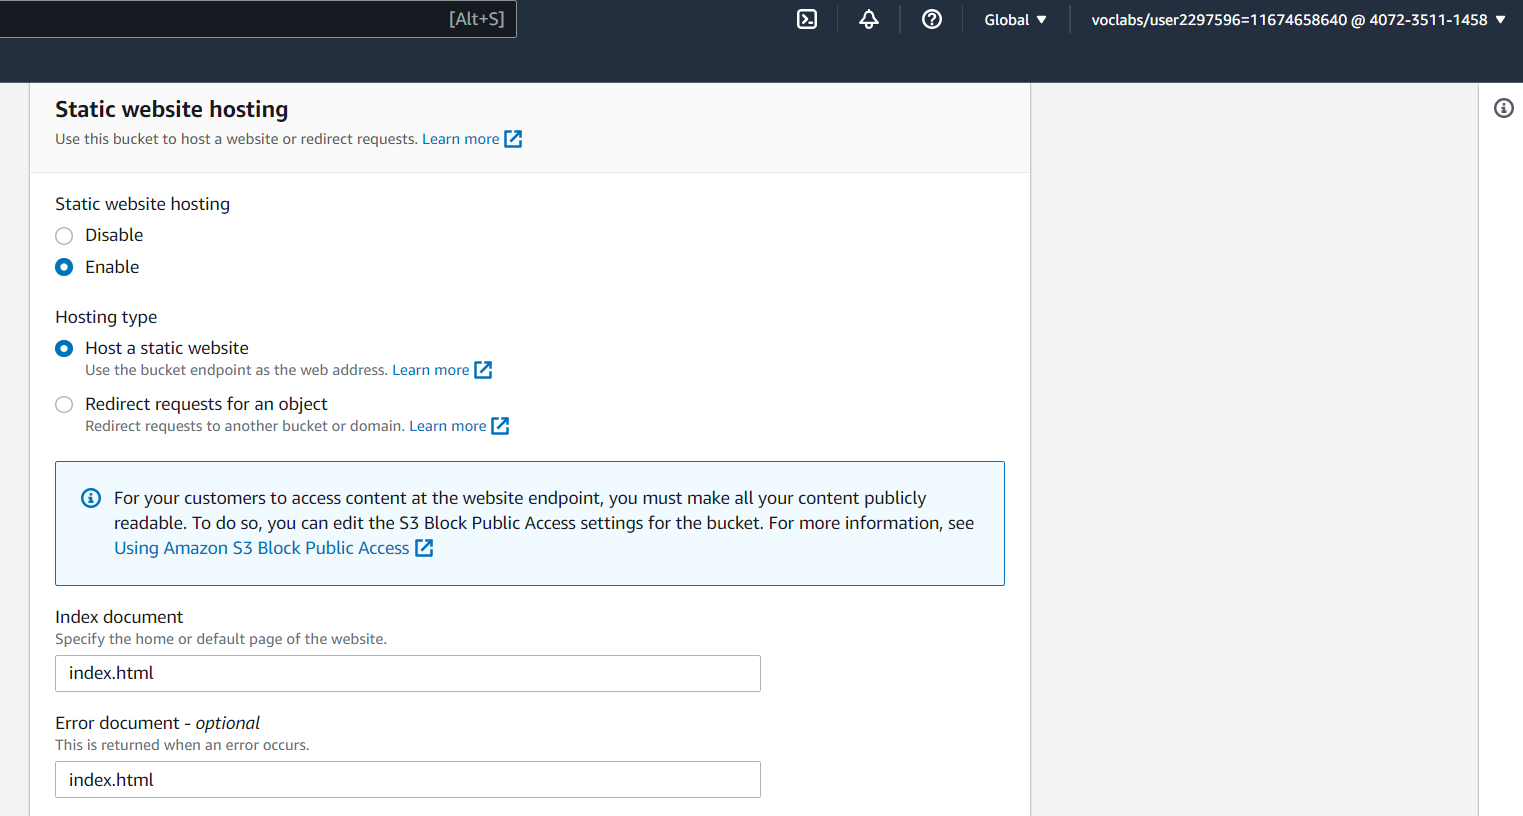 [Alt+S]
Global
voclabs/user2297596=11674658640 @ 4072-3511-1458
Static website hosting
Use this bucket to host a website or redirect requests. Learn more
Static website hosting
Disable
Enable
Hosting type
Host a static website
Use the bucket endpoint as the web address. Learn more
Redirect requests for an object
Redirect requests to another bucket or domain. Learn more
For your customers to access content at the website endpoint, you must make all your content publicly
readable. To do so, you can edit the S3 Block Public Access settings for the bucket. For more information, see
Using Amazon S3 Block Public Access
Index document
Specify the home or default page of the website.
index.html
Error document - optional
This is returned when an error occurs.
index.html